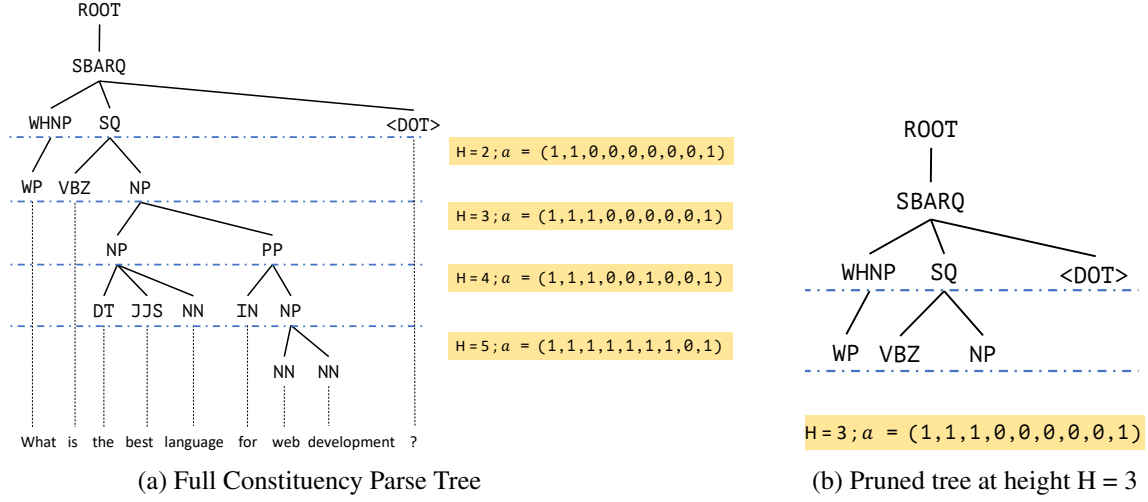 ROOT
SBARQ
WHNP SQ <DOT>
H=2;a = (1,1,0,0,0,0,0,0,1)
WP VBZ NP
H=3;a = (1,1,1,0,0,0,0,0,1)
NP PP
H=4;a = (1,1,1,0,0,1,0,0,1)
DT JJS NN IN NP
H=5;a = (1,1,1,1,1,1,1,0,1)
NN NN
What is the best language for web development ?
(a) Full Constituency Parse Tree
ROOT
SBARQ
WHNP SQ <DOT>
WP VBZ NP
H=3;a = (1,1,1,0,0,0,0,0,1)
(b) Pruned tree at height H = 3